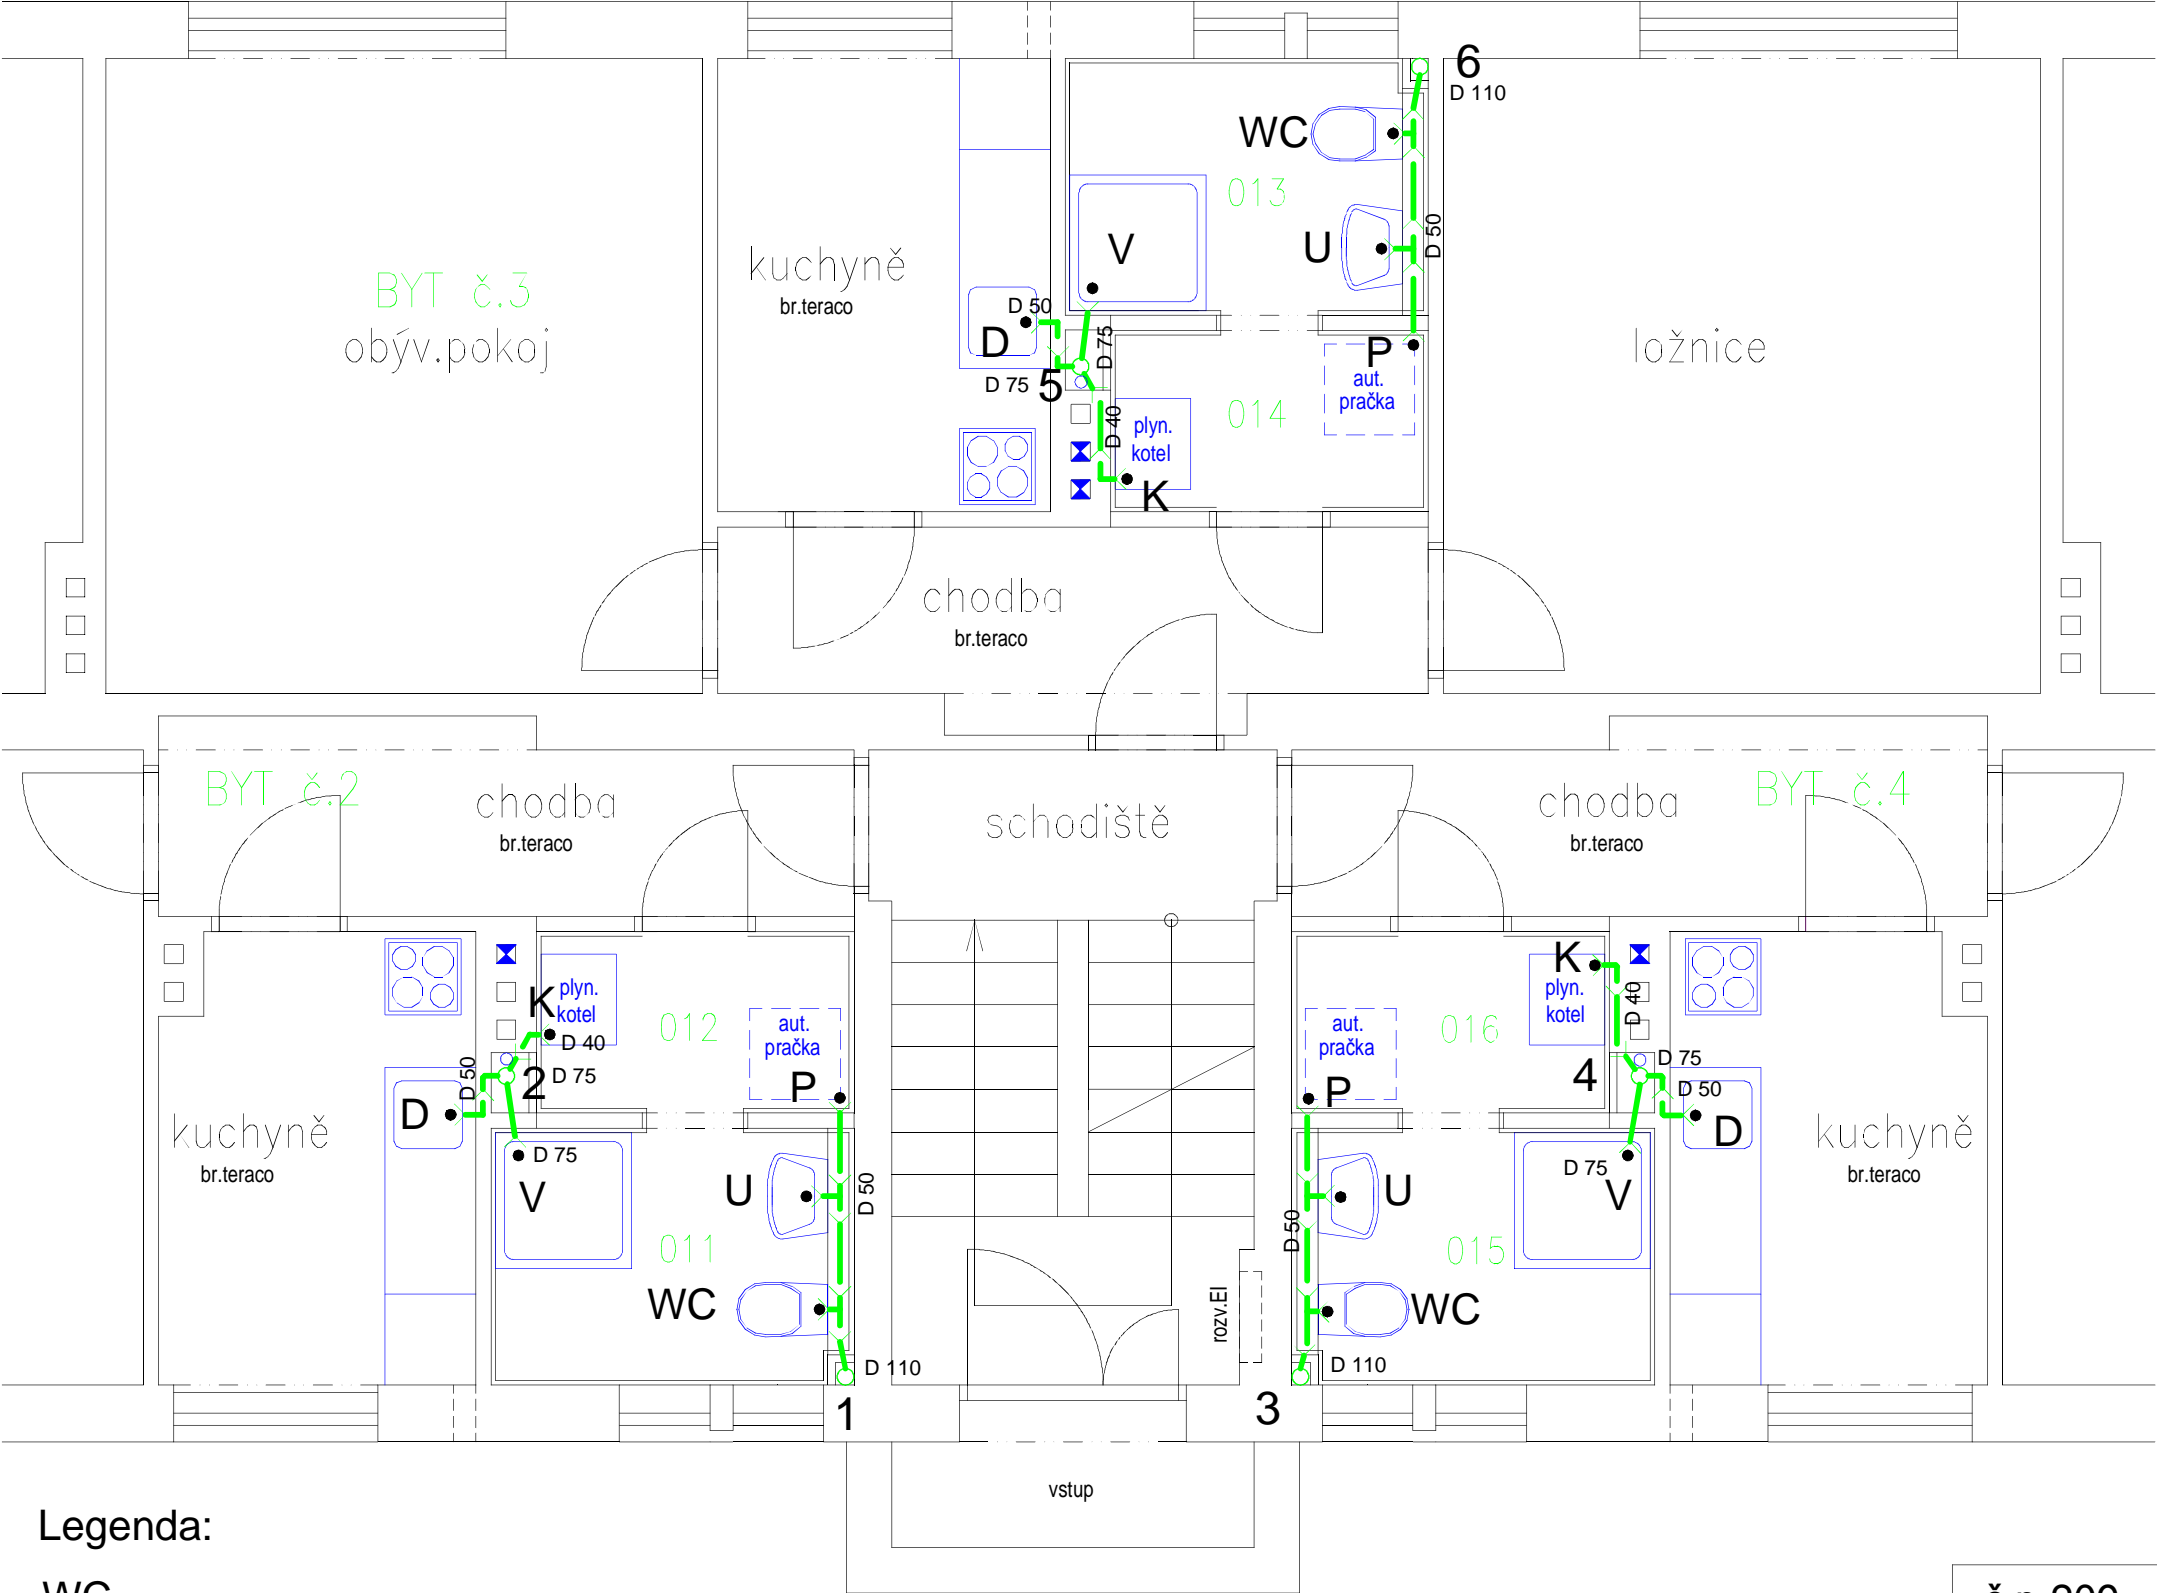 6
D 110
WC
013
V
U
D 50
kuchyně
br.teraco
BYT č.3
obýv.pokoj
D 50
D
D 75
D 75
5
P
aut.
pračka
ložnice
D 40
014
plyn.
kotel
K
chodba
br.teraco
BYT č.2
chodba
br.teraco
schodiště
chodba
br.teraco
BYT č.4
K
plyn.
kotel
D 40
012
aut.
pračka
P
D 50
2
D 75
D
D 75
V
kuchyně
br.teraco
U
D 50
011
WC
D 110
1
K
plyn.
kotel
D 40
016
aut.
pračka
P
4
D 75
D 50
D
D 75
V
kuchyně
br.teraco
U
D 50
015
WC
rozv.El
D 110
3
vstup
Legenda:
WC